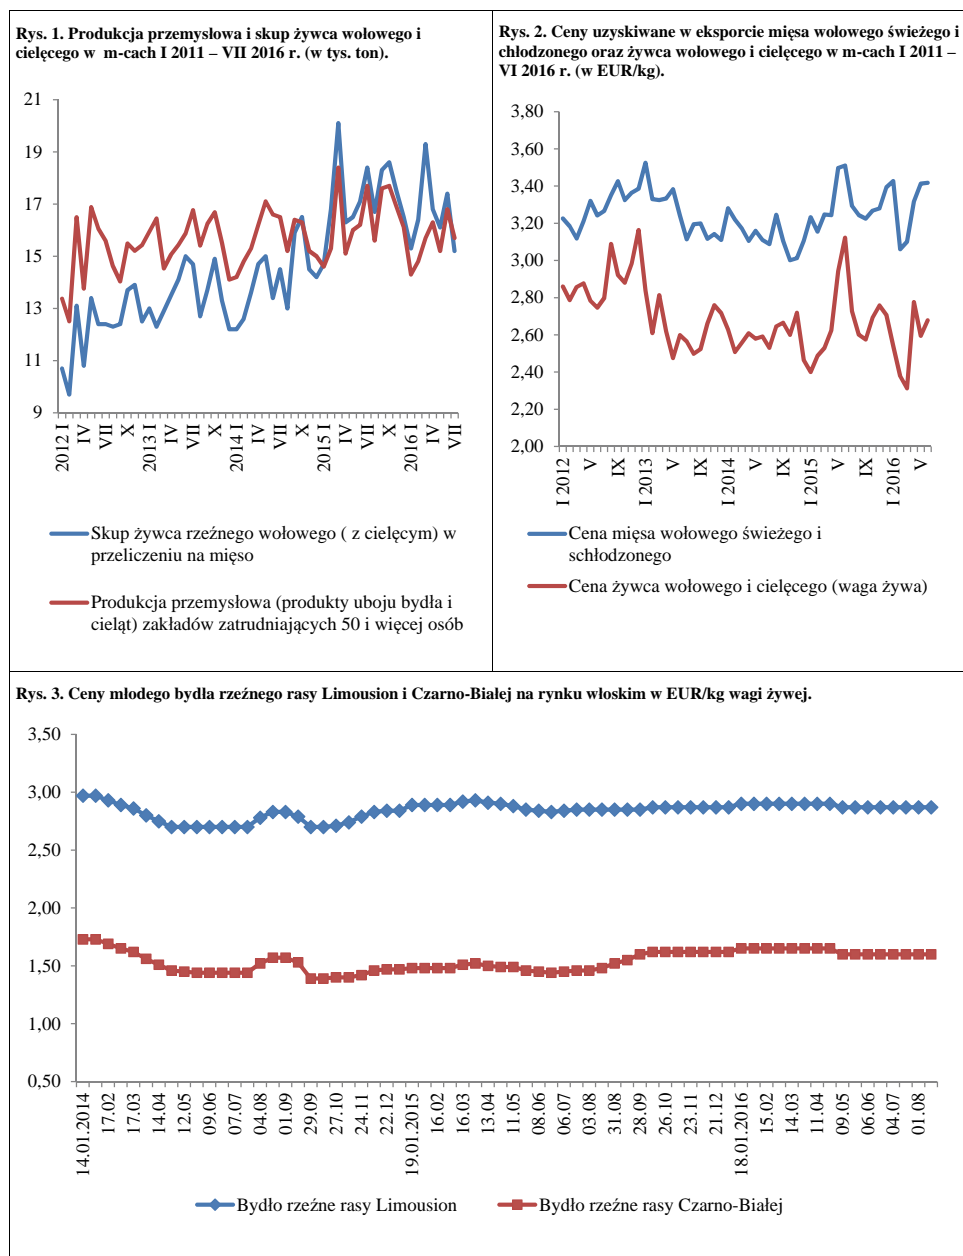 Rys. 1. Produkcja przemysłowa i skup żywca wołowego i
cielęcego w m-cach I 2011 – VII 2016 r. (w tys. ton).
21
19
17
15
13
11
9
2012 I
IV
VII
X
2013 I
IV
VII
X
2014 I
IV
VII
X
2015 I
IV
VII
X
2016 I
IV
VII
Skup żywca rzeźnego wołowego ( z cielęcym) w
przeliczeniu na mięso
Produkcja przemysłowa (produkty uboju bydła i
cieląt) zakładów zatrudniających 50 i więcej osób
Rys. 2. Ceny uzyskiwane w eksporcie mięsa wołowego świeżego i
chłodzonego oraz żywca wołowego i cielęcego w m-cach I 2011 –
VI 2016 r. (w EUR/kg).
3,80
3,60
3,40
3,20
3,00
2,80
2,60
2,40
2,20
2,00
I 2012
V
IX
I 2013
V
IX
I 2014
V
IX
I 2015
V
IX
I 2016
V
Cena mięsa wołowego świeżego i
schłodzonego
Cena żywca wołowego i cielęcego (waga żywa)
Rys. 3. Ceny młodego bydła rzeźnego rasy Limousion i Czarno-Białej na rynku włoskim w EUR/kg wagi żywej.
3,50
3,00
2,50
2,00
1,50
1,00
0,50
14.01.2014
17.02
17.03
14.04
12.05
09.06
07.07
04.08
01.09
29.09
27.10
24.11
22.12
19.01.2015
16.02
16.03
13.04
11.05
08.06
06.07
03.08
31.08
28.09
26.10
23.11
21.12
18.01.2016
15.02
14.03
11.04
09.05
06.06
04.07
01.08
Bydło rzeźne rasy Limousion
Bydło rzeźne rasy Czarno-Białej